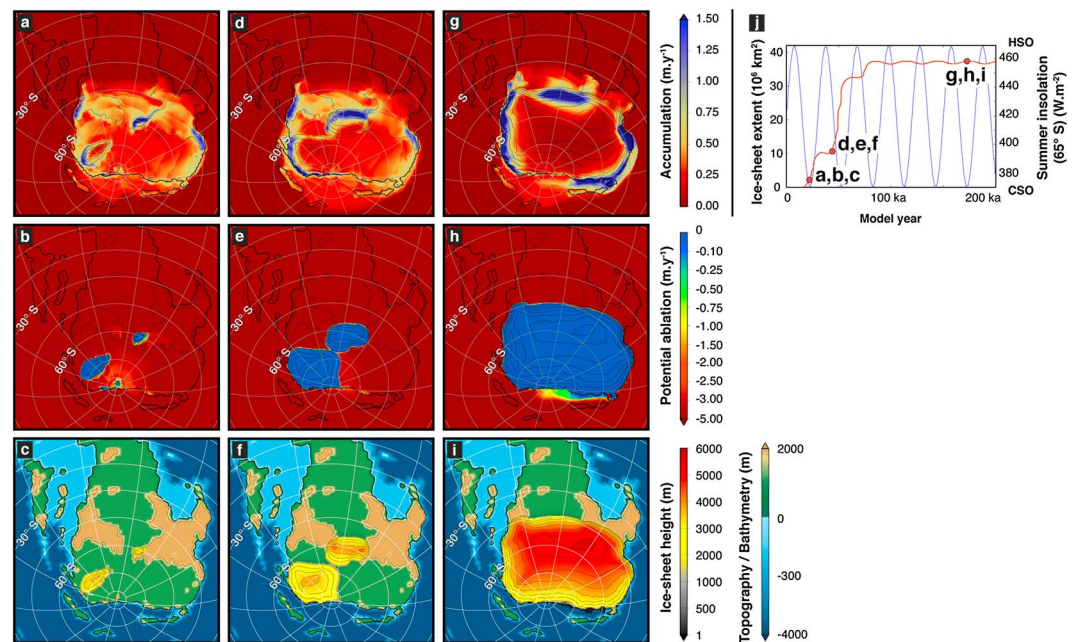 a
30° S
60° S
d
30° S
60° S
g
30° S
60° S
1.50
1.25
1.00
0.75
0.50
0.25
0.00
Accumulation (m.y⁻¹)
j
Ice-sheet extent (10⁶ km²)
40
30
20
10
0
HSO
460
440
420
400
380
CSO
Summer insolation
(65° S) (W.m⁻²)
a,b,c
d,e,f
g,h,i
0
100 ka
200 ka
Model year
b
30° S
60° S
e
30° S
60° S
h
30° S
60° S
0
-0.10
-0.25
-0.50
-1.00
-1.50
-2.00
-2.50
-3.00
-5.00
Potential ablation (m.y⁻¹)
c
30° S
60° S
f
30° S
60° S
i
30° S
60° S
6000
5000
4000
3000
2000
1000
500
1
Ice-sheet height (m)
2000
0
-300
-4000
Topography / Bathymetry (m)